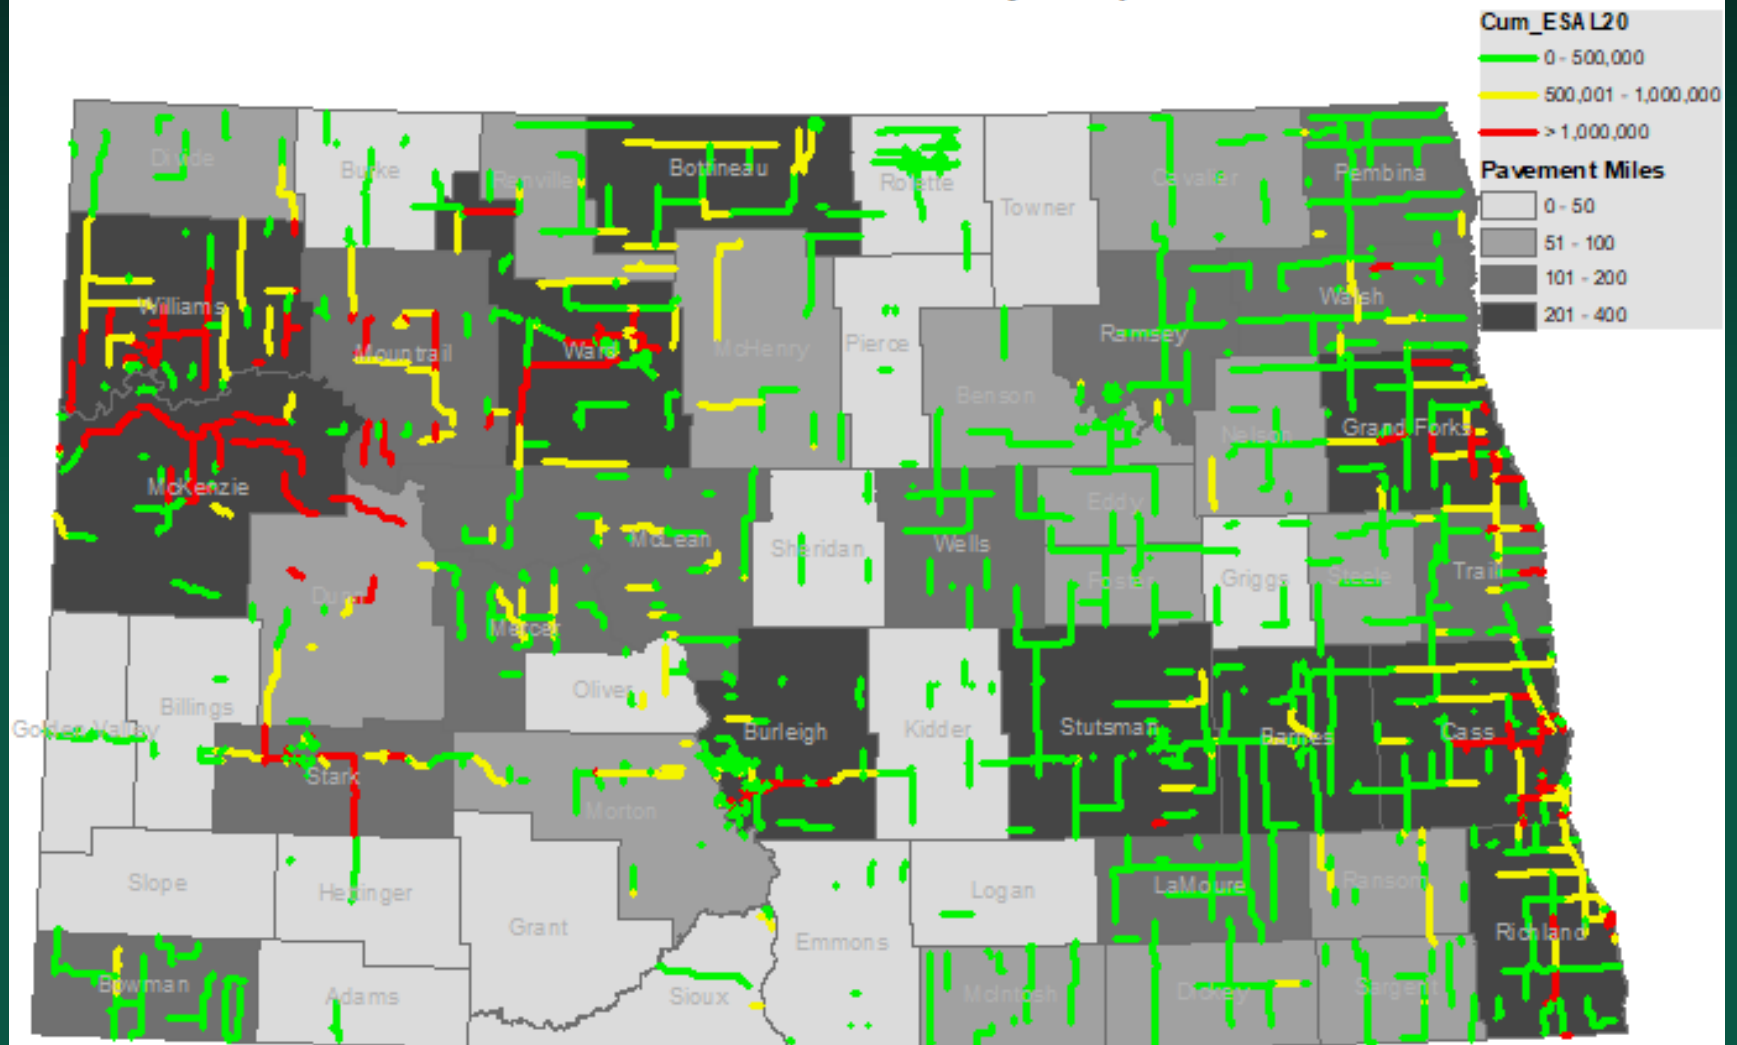 Cum_ESAL20
0 - 500,000
500,001 - 1,000,000
> 1,000,000
Pavement Miles
0 - 50
51 - 100
101 - 200
201 - 400
Divide
Burke
Renville
Bottineau
Rolette
Towner
Cavalier
Pembina
Williams
Mountrail
Ward
McHenry
Pierce
Benson
Ramsey
Walsh
Nelson
Grand Forks
McKenzie
Dunn
McLean
Mercer
Sheridan
Wells
Eddy
Foster
Griggs
Steele
Traill
Golden Valley
Billings
Oliver
Burleigh
Kidder
Stutsman
Barnes
Cass
Stark
Morton
Slope
Hettinger
Grant
Emmons
Logan
LaMoure
Ransom
Richland
Bowman
Adams
Sioux
McIntosh
Dickey
Sargent